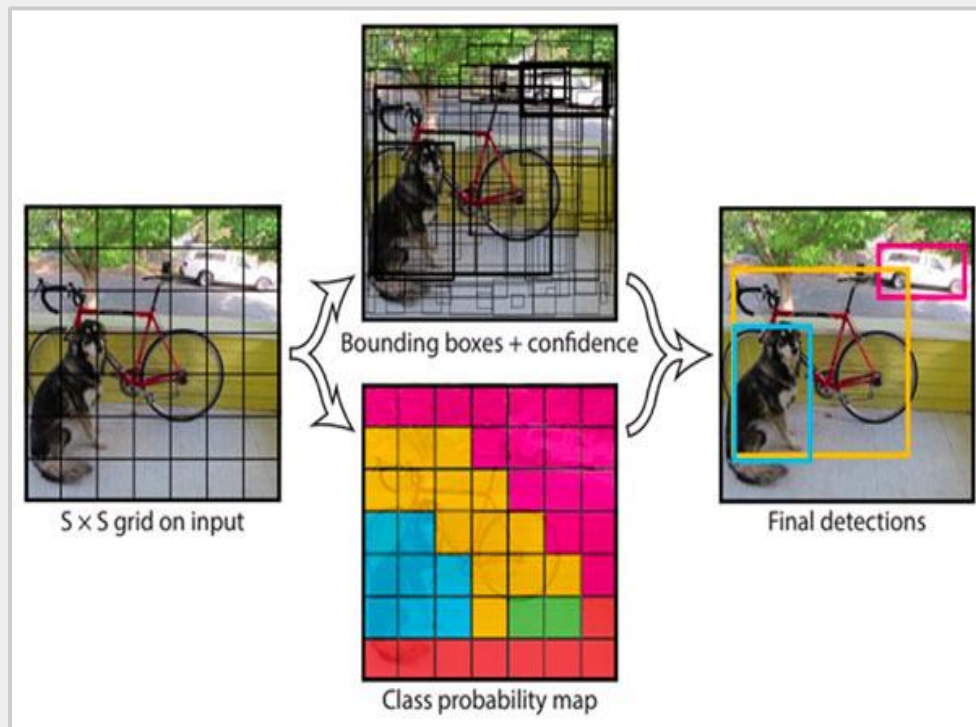 Bounding boxes + confidence
S × S grid on input
Final detections
Class probability map